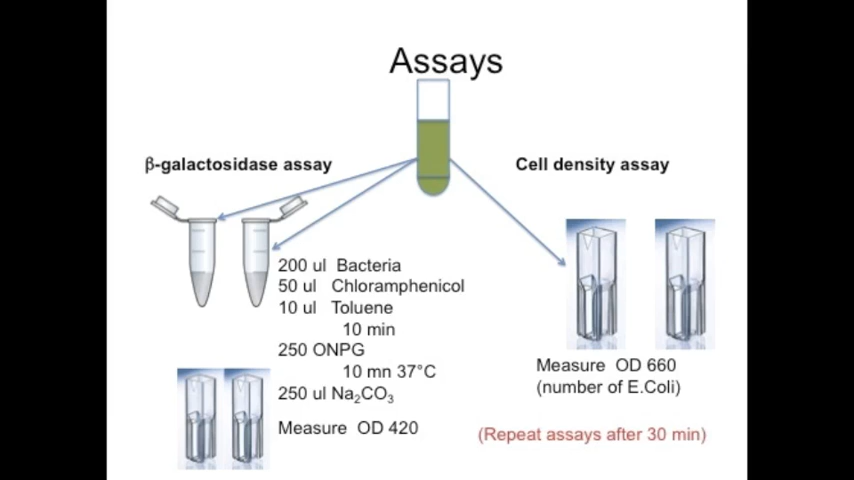 Assays
β-galactosidase assay
Cell density assay
200 ul Bacteria
50 ul Chloramphenicol
10 ul Toluene
10 min
250 ONPG
10 mn 37°C
250 ul Na₂CO₃
Measure OD 420
Measure OD 660
(number of E.Coli)
(Repeat assays after 30 min)